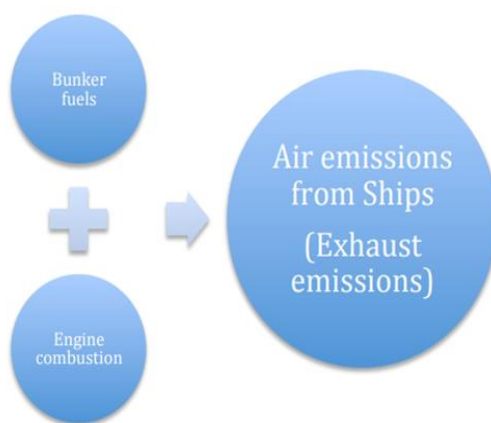 Bunker
fuels
Engine
combustion
Air emissions
from Ships
(Exhaust
emissions)